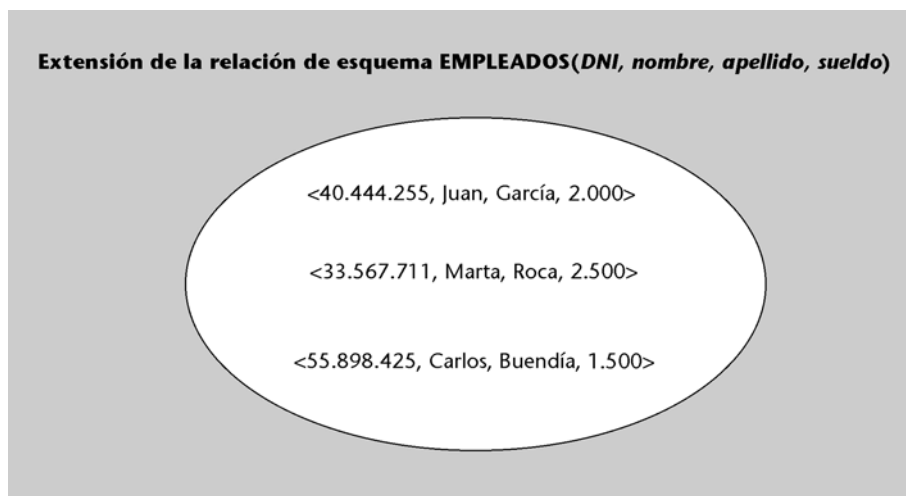 Extensión de la relación de esquema EMPLEADOS(DNI, nombre, apellido, sueldo)
<40.444.255, Juan, García, 2.000>
<33.567.711, Marta, Roca, 2.500>
<55.898.425, Carlos, Buendía, 1.500>